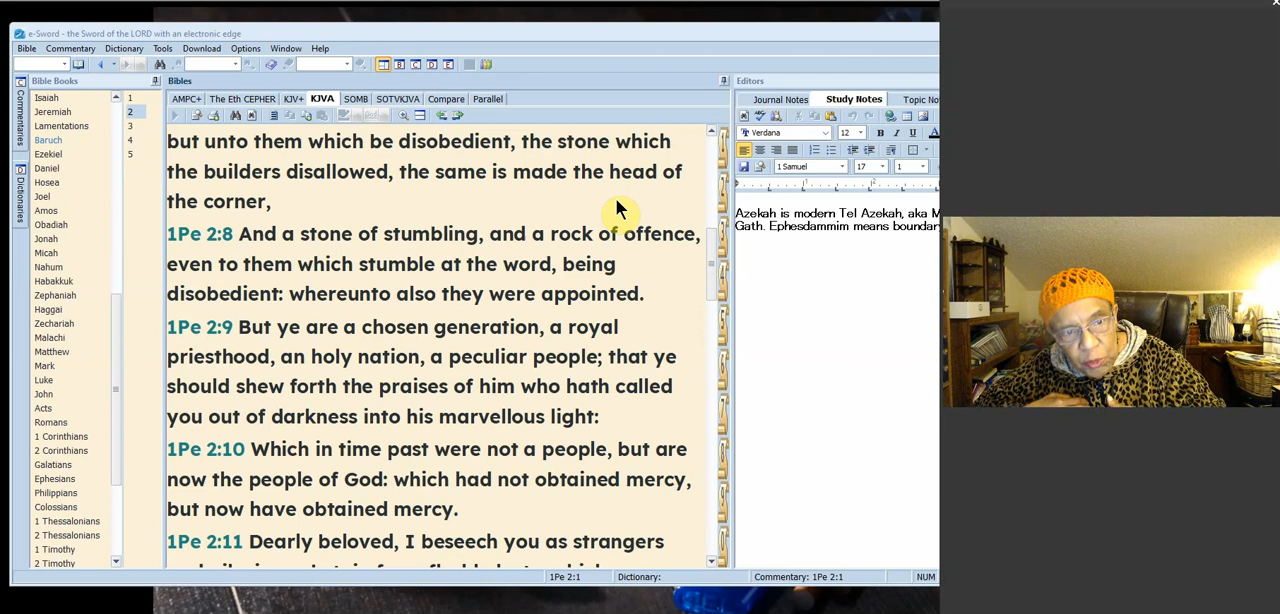 e-Sword - the Sword of the LORD with an electronic edge
Bible Commentary Dictionary Tools Download Options Window Help
Bible Books
Bibles
Editors
Commentaries
Dictionaries
Isaiah
Jeremiah
Lamentations
Baruch
Ezekiel
Daniel
Hosea
Joel
Amos
Obadiah
Jonah
Micah
Nahum
Habakkuk
Zephaniah
Haggai
Zechariah
Malachi
Matthew
Mark
Luke
John
Acts
Romans
1 Corinthians
2 Corinthians
Galatians
Ephesians
Philippians
Colossians
1 Thessalonians
2 Thessalonians
1 Timothy
2 Timothy
1
2
3
4
5
AMPC+ The Eth CEPHER KJV+ KJVA SOMB SOTVKJVA Compare Parallel
but unto them which be disobedient, the stone which
the builders disallowed, the same is made the head of
the corner,
1Pe 2:8 And a stone of stumbling, and a rock of offence,
even to them which stumble at the word, being
disobedient: whereunto also they were appointed.
1Pe 2:9 But ye are a chosen generation, a royal
priesthood, an holy nation, a peculiar people; that ye
should shew forth the praises of him who hath called
you out of darkness into his marvellous light:
1Pe 2:10 Which in time past were not a people, but are
now the people of God: which had not obtained mercy,
but now have obtained mercy.
1Pe 2:11 Dearly beloved, I beseech you as strangers
Journal Notes Study Notes Topic No
Verdana 12 B I U A
1 Samuel 17 1
1 2
Azekah is modern Tel Azekah, aka M
Gath. Ephesdammim means boundar
1Pe 2:1 Dictionary: Commentary: 1Pe 2:1 NUM